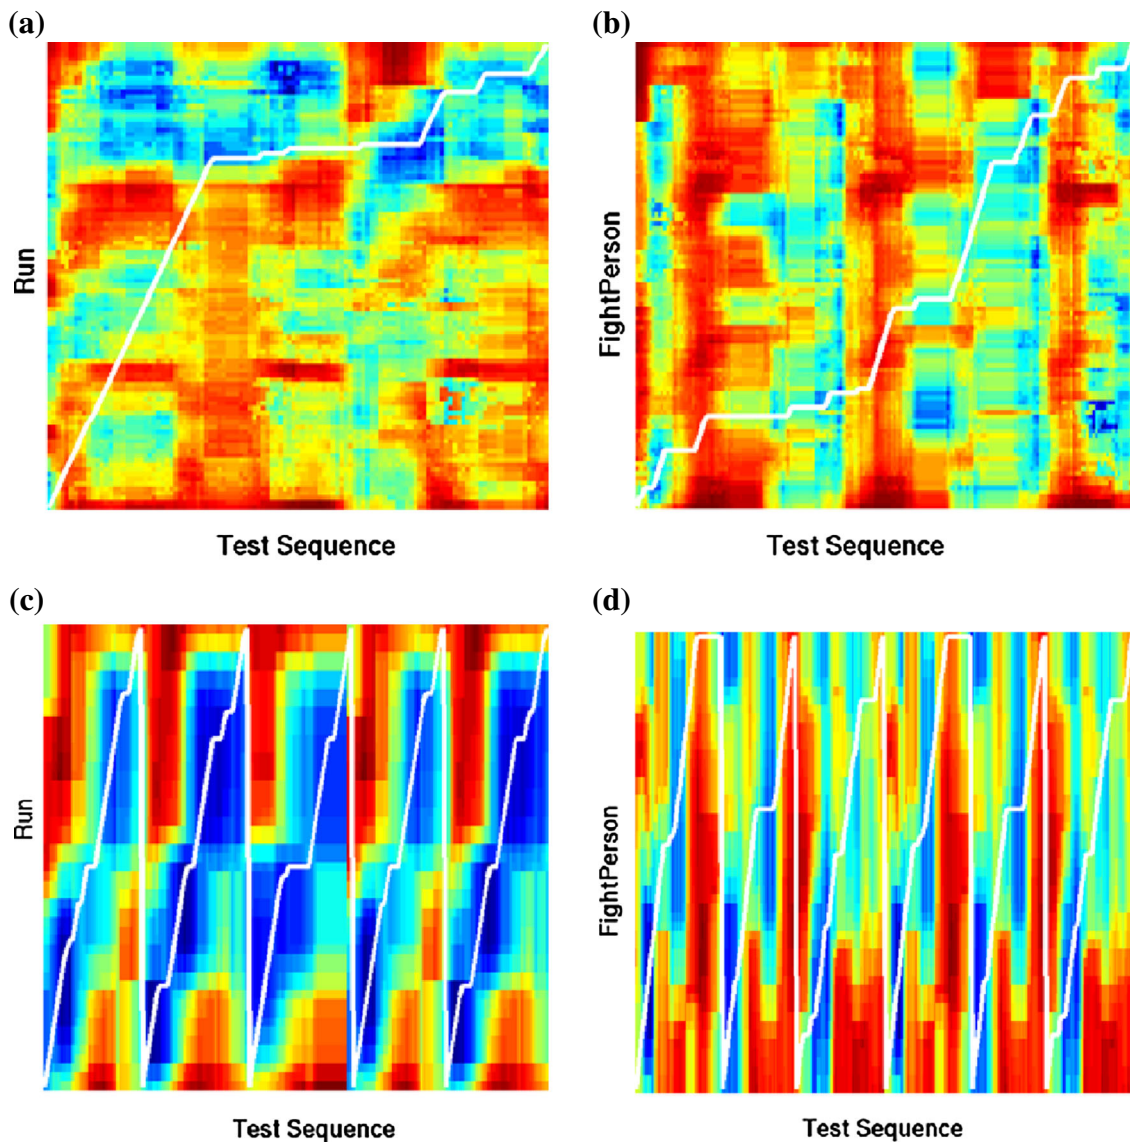 (a)
(b)
Run
FightPerson
Test Sequence
Test Sequence
(c)
(d)
Run
FightPerson
Test Sequence
Test Sequence